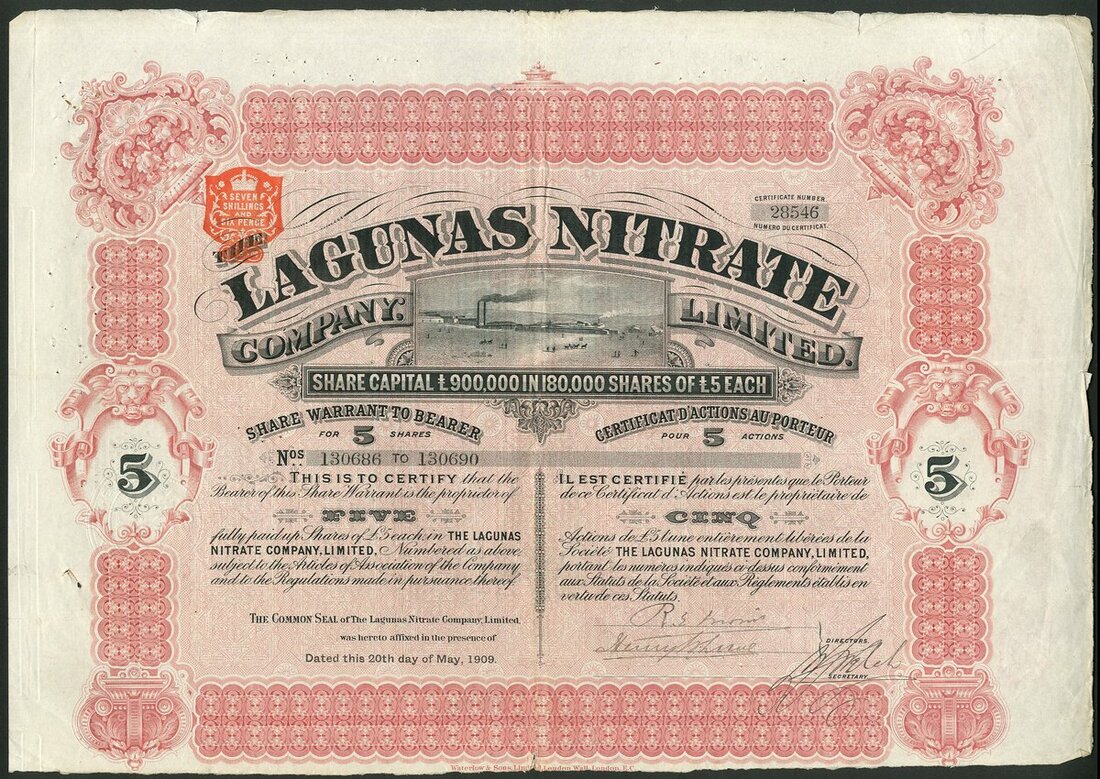 SEVEN
SHILLINGS
AND
SIX PENCE
CERTIFICATE NUMBER
28546
NUMERO DU CERTIFICAT.
THE
LAGUNAS NITRATE
COMPANY, LIMITED.
SHARE CAPITAL £900,000 IN 180,000 SHARES OF £5 EACH
SHARE WARRANT TO BEARER
FOR 5 SHARES
CERTIFICAT D'ACTIONS AU PORTEUR
POUR 5 ACTIONS
Nos. 130686 TO 130690
THIS IS TO CERTIFY that the
Bearer of this Share Warrant is the proprietor of
FIVE
fully paid up Shares of £5 each in THE LAGUNAS
NITRATE COMPANY, LIMITED. Numbered as above
subject to the Articles of Association of the Company
and to the Regulations made in pursuance thereof.
THE COMMON SEAL of The Lagunas Nitrate Company, Limited,
was hereto affixed in the presence of
Dated this 20th day of May, 1909.
IL EST CERTIFIÉ par les présentes que le Porteur
de ce Certificat d'Actions est le propriétaire de
CINQ
Actions de £5 l'une entièrement libérées de la
Société THE LAGUNAS NITRATE COMPANY, LIMITED,
portant les numéros indiqués ci-dessus conformément
aux Statuts de la Société et aux Règlements établis en
vertu de ces Statuts.
DIRECTORS.
SECRETARY.
5
5
Waterlow & Sons, Limited, London Wall, London, E.C.